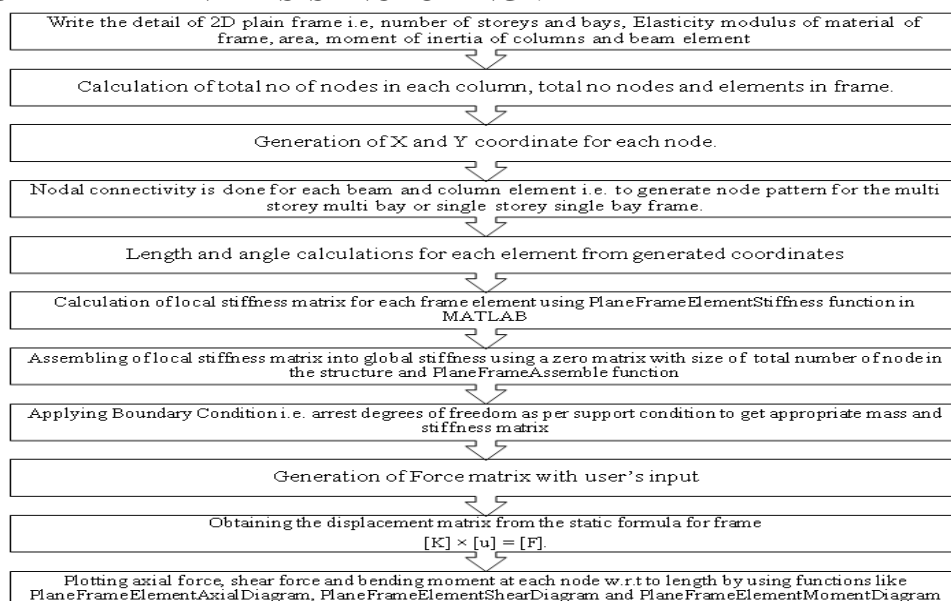 Write the detail of 2D plain frame i.e, number of storeys and bays, Elasticity modulus of material of
frame, area, moment of inertia of columns and beam element
Calculation of total no of nodes in each column, total no nodes and elements in frame.
Generation of X and Y coordinate for each node.
Nodal connectivity is done for each beam and column element i.e. to generate node pattern for the multi
storey multi bay or single storey single bay frame.
Length and angle calculations for each element from generated coordinates
Calculation of local stiffness matrix for each frame element using PlaneFrameElementStiffness function in
MATLAB
Assembling of local stiffness matrix into global stiffness using a zero matrix with size of total number of node in
the structure and PlaneFrameAssemble function
Applying Boundary Condition i.e. arrest degrees of freedom as per support condition to get appropriate mass and
stiffness matrix
Generation of Force matrix with user's input
Obtaining the displacement matrix from the static formula for frame
[K] × [u] = [F].
Plotting axial force, shear force and bending moment at each node w.r.t to length by using functions like
PlaneFrameElementAxialDiagram, PlaneFrameElementShearDiagram and PlaneFrameElementMomentDiagram